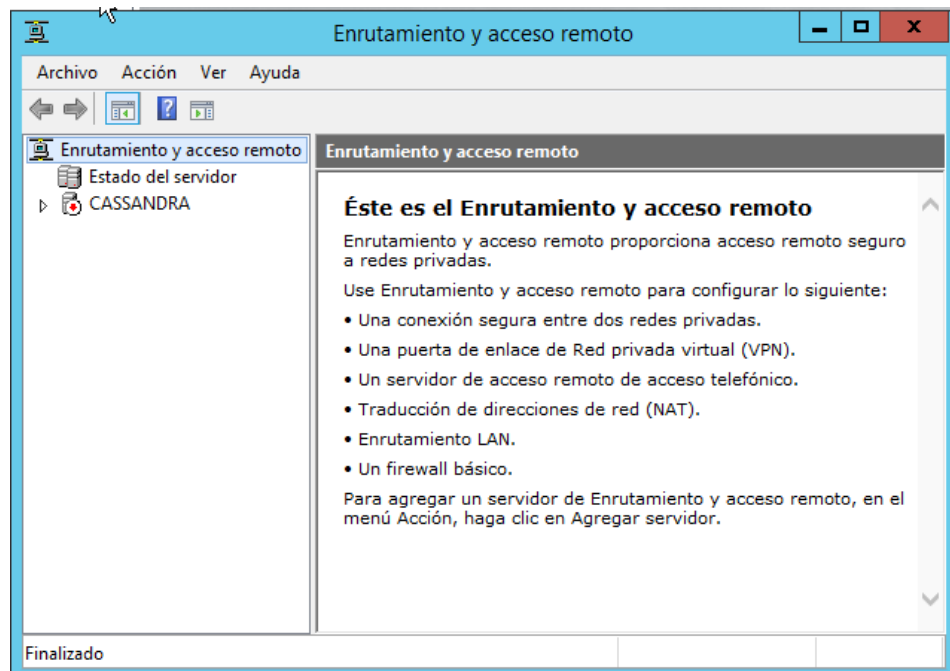 Enrutamiento y acceso remoto
Archivo Acción Ver Ayuda
Enrutamiento y acceso remoto
Estado del servidor
CASSANDRA
Enrutamiento y acceso remoto
Éste es el Enrutamiento y acceso remoto
Enrutamiento y acceso remoto proporciona acceso remoto seguro
a redes privadas.
Use Enrutamiento y acceso remoto para configurar lo siguiente:
• Una conexión segura entre dos redes privadas.
• Una puerta de enlace de Red privada virtual (VPN).
• Un servidor de acceso remoto de acceso telefónico.
• Traducción de direcciones de red (NAT).
• Enrutamiento LAN.
• Un firewall básico.
Para agregar un servidor de Enrutamiento y acceso remoto, en el
menú Acción, haga clic en Agregar servidor.
Finalizado